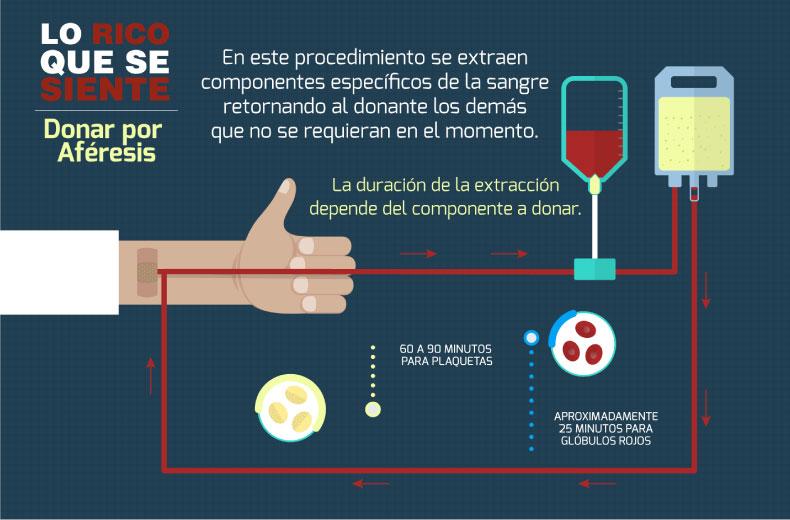 LO RICO
QUE SE
SIENTE
Donar por
Aféresis
En este procedimiento se extraen
componentes específicos de la sangre
retornando al donante los demás
que no se requieran en el momento.
La duración de la extracción
depende del componente a donar.
60 A 90 MINUTOS
PARA PLAQUETAS
APROXIMADAMENTE
25 MINUTOS PARA
GLÓBULOS ROJOS